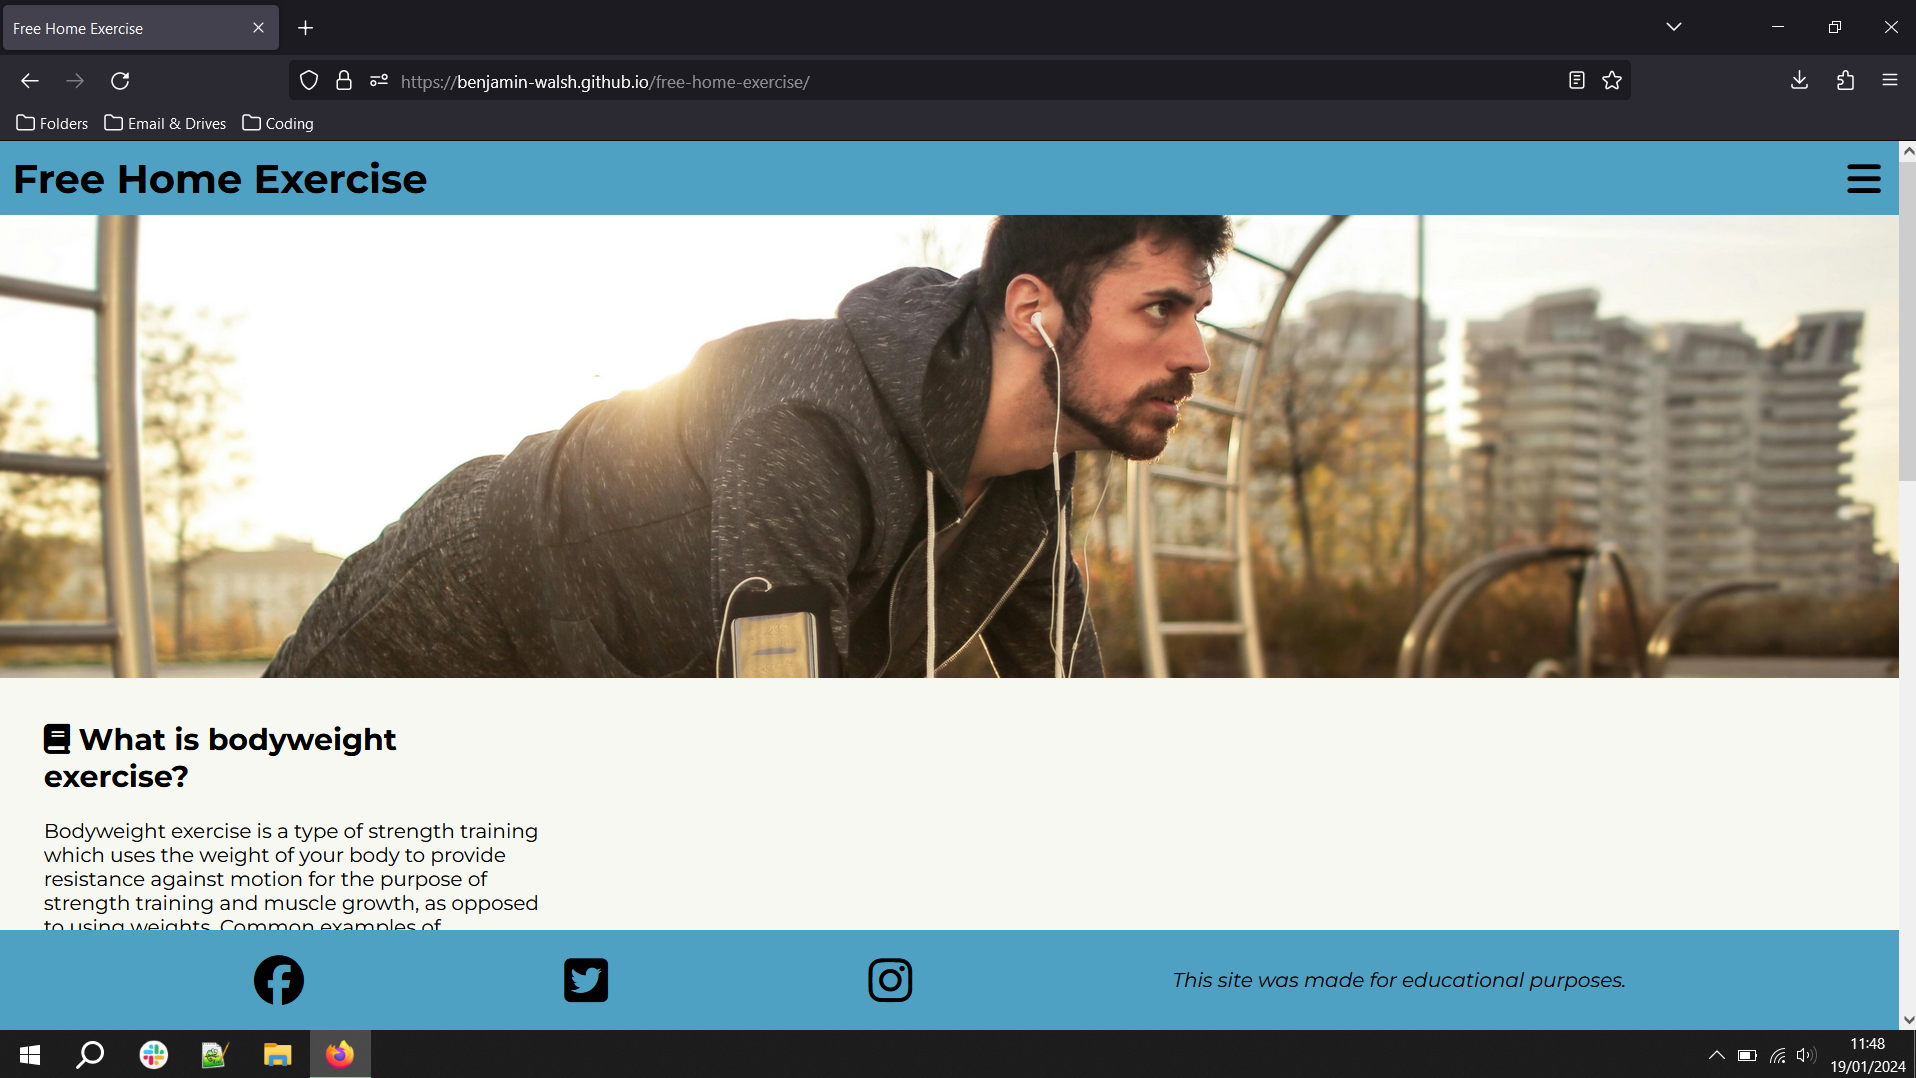 Free Home Exercise
https://benjamin-walsh.github.io/free-home-exercise/
Folders
Email & Drives
Coding
Free Home Exercise
What is bodyweight
exercise?
Bodyweight exercise is a type of strength training
which uses the weight of your body to provide
resistance against motion for the purpose of
strength training and muscle growth, as opposed
to using weights. Common examples of
This site was made for educational purposes.
11:48
19/01/2024